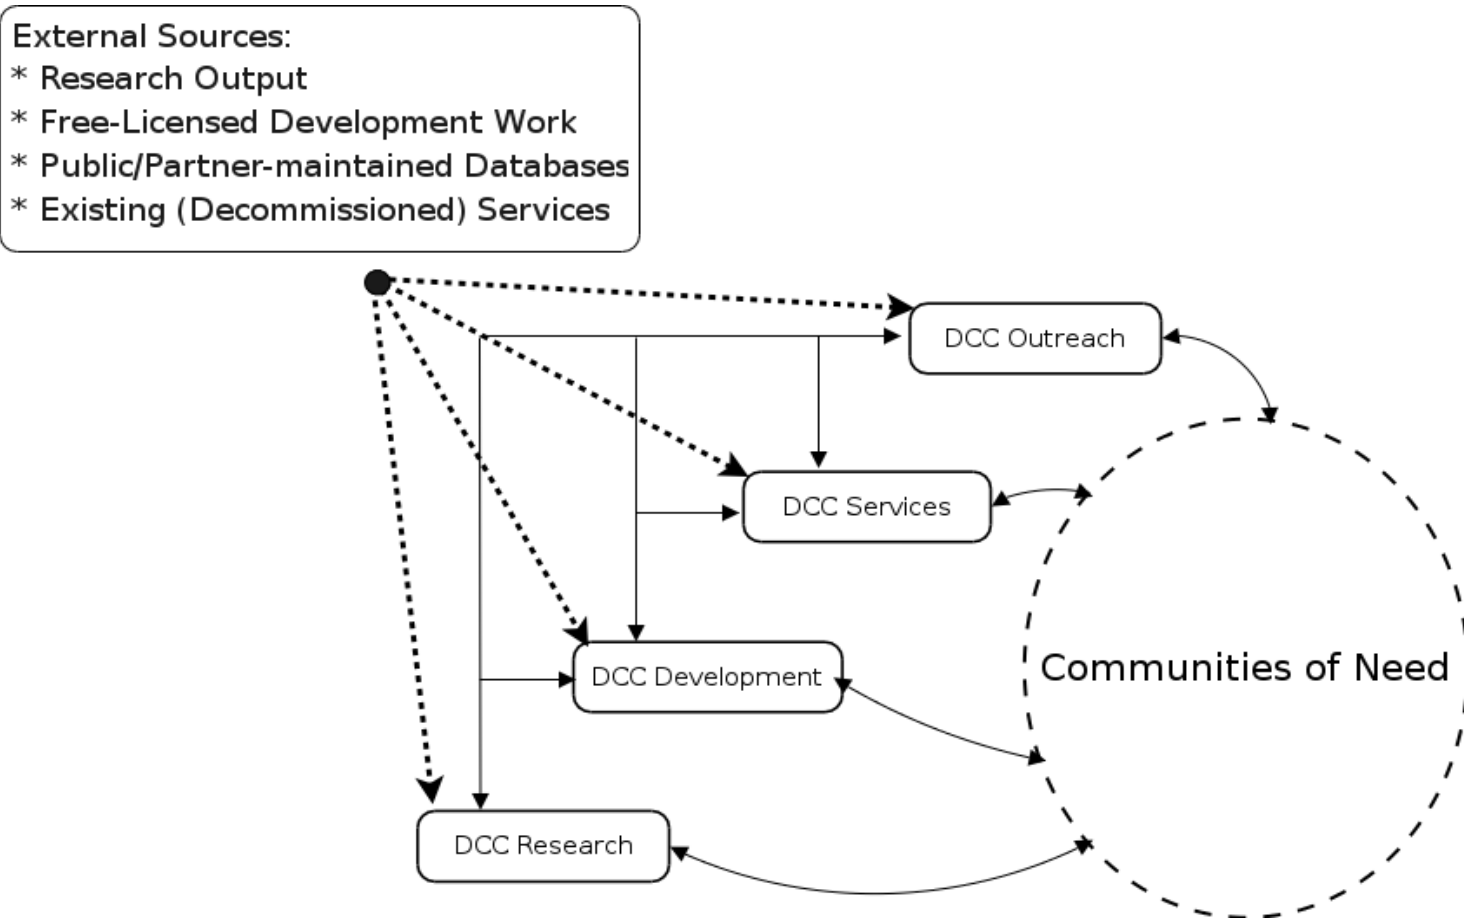 External Sources:
* Research Output
* Free-Licensed Development Work
* Public/Partner-maintained Databases
* Existing (Decommissioned) Services
DCC Outreach
DCC Services
Communities of Need
DCC Development
DCC Research